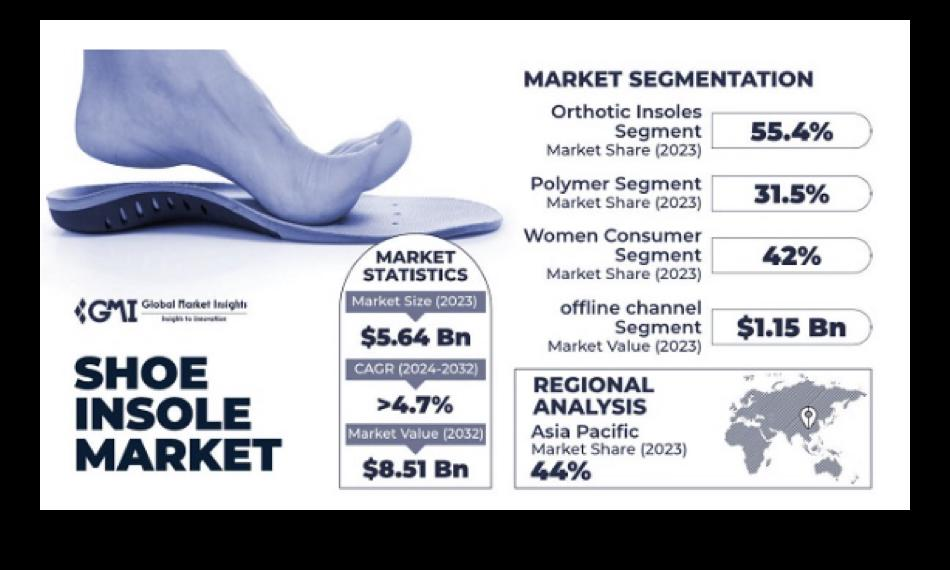 MARKET SEGMENTATION
Orthotic Insoles
Segment
Market Share (2023)
55.4%
Polymer Segment
Market Share (2023)
31.5%
Women Consumer
Segment
Market Share (2023)
42%
offline channel
Segment
Market Value (2023)
$1.15 Bn
MARKET
STATISTICS
Market Size (2023)
$5.64 Bn
CAGR (2024-2032)
>4.7%
Market Value (2032)
$8.51 Bn
GMI
Global Market Insights
Insights to Innovation
SHOE
INSOLE
MARKET
REGIONAL
ANALYSIS
Asia Pacific
Market Share (2023)
44%